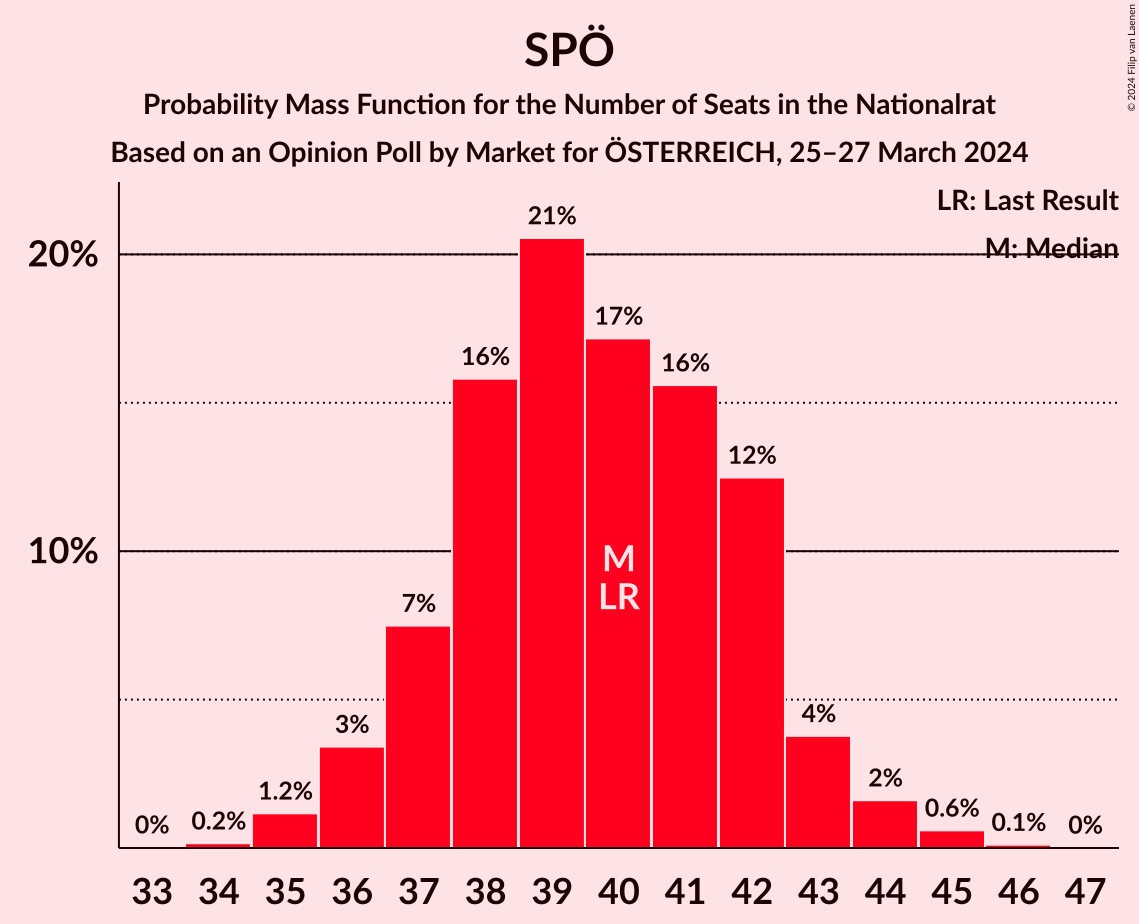 SPÖ
Probability Mass Function for the Number of Seats in the Nationalrat
Based on an Opinion Poll by Market for ÖSTERREICH, 25–27 March 2024
© 2024 Filip van Laenen
LR: Last Result
M: Median
20%
10%
0%
0.2%
1.2%
3%
7%
16%
21%
17%
16%
12%
4%
2%
0.6%
0.1%
0%
M
LR
33 34 35 36 37 38 39 40 41 42 43 44 45 46 47